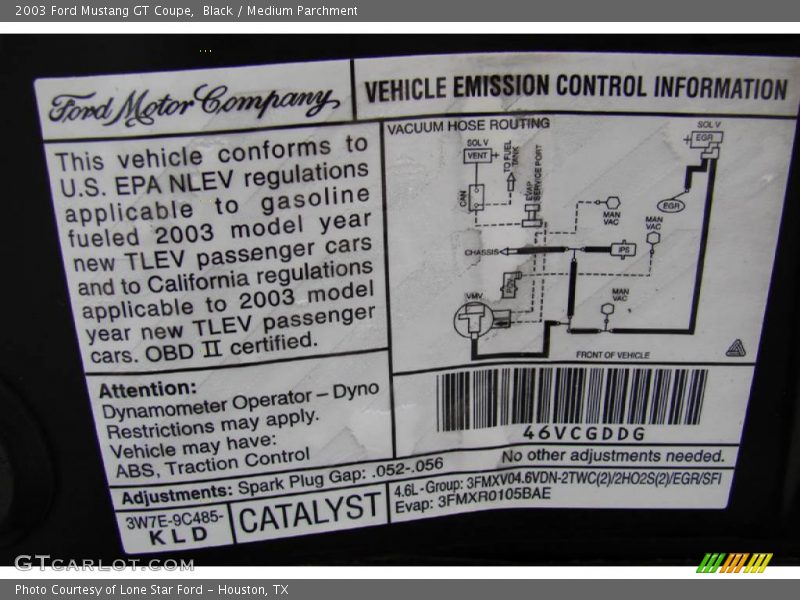 2003 Ford Mustang GT Coupe, Black / Medium Parchment
Ford Motor Company,
VEHICLE EMISSION CONTROL INFORMATION
This vehicle conforms to
U.S. EPA NLEV regulations
applicable to gasoline
fueled 2003 model year
new TLEV passenger cars
and to California regulations
applicable to 2003 model
year new TLEV passenger
cars. OBD II certified.
VACUUM HOSE ROUTING
SOL V
VENT
TO FUEL
TANK
CAN
EVAP
SERVICE PORT
MAN
VAC
SOL V
EGR
EGR
MAN
VAC
CHASSIS
IPS
VMV
MAN
VAC
FRONT OF VEHICLE
Attention:
Dynamometer Operator – Dyno
Restrictions may apply.
Vehicle may have:
ABS, Traction Control
46VCGDDG
Adjustments: Spark Plug Gap: .052-.056
No other adjustments needed.
3W7E-9C485-
KLD
CATALYST
4.6L - Group: 3FMXV04.6VDN-2TWC(2)/2HO2S(2)/EGR/SFI
Evap: 3FMXR0105BAE
GTCARLOT.COM
Photo Courtesy of Lone Star Ford - Houston, TX